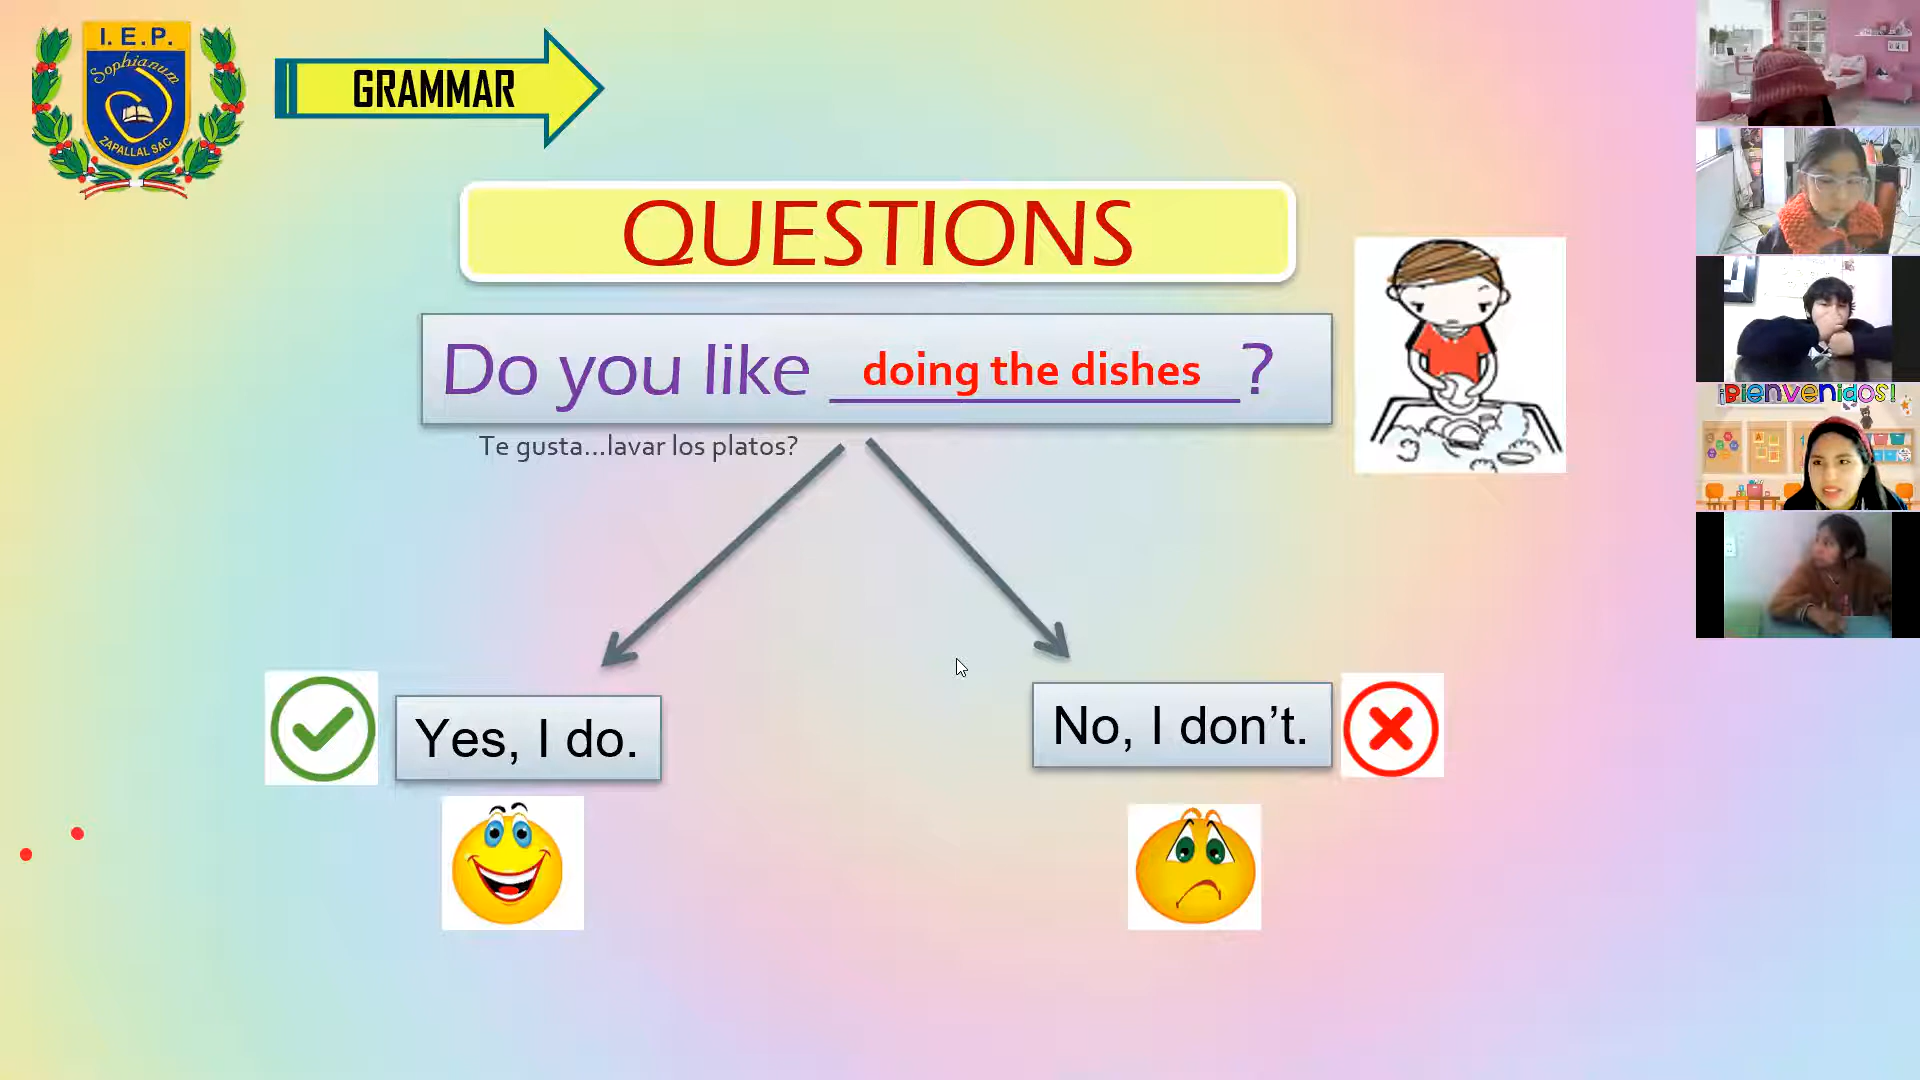 I.E.P.
Sophianum
ZAPALLAL SAC
GRAMMAR
QUESTIONS
Do you like doing the dishes?
Te gusta...lavar los platos?
Yes, I do.
No, I don't.
¡Bienvenidos!